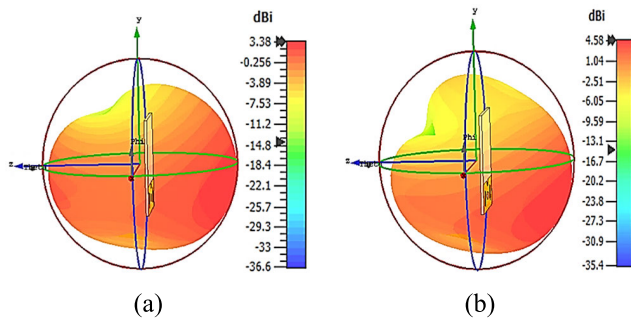 dBi
3.38
-0.256
-3.89
-7.53
-11.2
-14.8
-18.4
-22.1
-25.7
-29.3
-33
-36.6
y
z
Phi
(a)
dBi
4.58
1.04
-2.51
-6.05
-9.59
-13.1
-16.7
-20.2
-23.8
-27.3
-30.9
-35.4
y
z
Phi
(b)